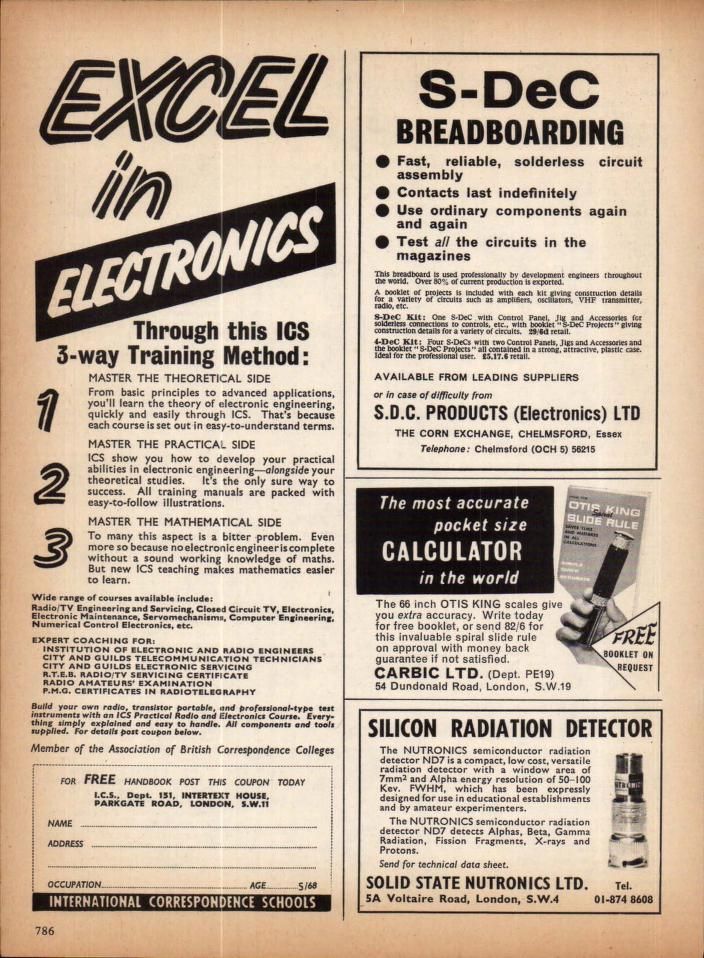 EXCEL
in
ELECTRONICS
Through this ICS
3-way Training Method:
1
MASTER THE THEORETICAL SIDE
From basic principles to advanced applications,
you'll learn the theory of electronic engineering,
quickly and easily through ICS. That's because
each course is set out in easy-to-understand terms.
2
MASTER THE PRACTICAL SIDE
ICS show you how to develop your practical
abilities in electronic engineering—alongside your
theoretical studies. It's the only sure way to
success. All training manuals are packed with
easy-to-follow illustrations.
3
MASTER THE MATHEMATICAL SIDE
To many this aspect is a bitter problem. Even
more so because no electronic engineer is complete
without a sound working knowledge of maths.
But new ICS teaching makes mathematics easier
to learn.
Wide range of courses available include:
Radio/TV Engineering and Servicing, Closed Circuit TV, Electronics,
Electronic Maintenance, Servomechanisms, Computer Engineering,
Numerical Control Electronics, etc.
EXPERT COACHING FOR:
INSTITUTION OF ELECTRONIC AND RADIO ENGINEERS
CITY AND GUILDS TELECOMMUNICATION TECHNICIANS
CITY AND GUILDS ELECTRONIC SERVICING
R.T.E.B. RADIO/TV SERVICING CERTIFICATE
RADIO AMATEURS' EXAMINATION
P.M.G. CERTIFICATES IN RADIOTELEGRAPHY
Build your own radio, transistor portable, and professional-type test
instruments with an ICS Practical Radio and Electronics Course. Every-
thing simply explained and easy to handle. All components and tools
supplied. For details post coupon below.
Member of the Association of British Correspondence Colleges
FOR FREE HANDBOOK POST THIS COUPON TODAY
I.C.S., Dept. 151, INTERTEXT HOUSE,
PARKGATE ROAD, LONDON, S.W.11
NAME
ADDRESS
OCCUPATION AGE 5/68
INTERNATIONAL CORRESPONDENCE SCHOOLS
786
S-DeC
BREADBOARDING
● Fast, reliable, solderless circuit
assembly
● Contacts last indefinitely
● Use ordinary components again
and again
● Test all the circuits in the
magazines
This breadboard is used professionally by development engineers throughout
the world. Over 80% of current production is exported.
A booklet of projects is included with each kit giving construction details
for a variety of circuits such as amplifiers, oscillators, VHF transmitter,
radio, etc.
S-DeC Kit: One S-DeC with Control Panel, Jig and Accessories for
solderless connections to controls, etc., with booklet "S-DeC Projects" giving
construction details for a variety of circuits. 29/6d retail.
4-DeC Kit: Four S-DeCs with two Control Panels, Jigs and Accessories and
the booklet "S-DeC Projects" all contained in a strong, attractive, plastic case.
Ideal for the professional user. £5.17.6 retail.
AVAILABLE FROM LEADING SUPPLIERS
or in case of difficulty from
S.D.C. PRODUCTS (Electronics) LTD
THE CORN EXCHANGE, CHELMSFORD, Essex
Telephone: Chelmsford (OCH 5) 56215
The most accurate
pocket size
CALCULATOR
in the world
OTIS KING
SLIDE RULE
The 66 inch OTIS KING scales give
you extra accuracy. Write today
for free booklet, or send 82/6 for
this invaluable spiral slide rule
on approval with money back
guarantee if not satisfied.
CARBIC LTD. (Dept. PE19)
54 Dundonald Road, London, S.W.19
FREE
BOOKLET ON
REQUEST
SILICON RADIATION DETECTOR
The NUTRONICS semiconductor radiation
detector ND7 is a compact, low cost, versatile
radiation detector with a window area of
7mm² and Alpha energy resolution of 50–100
Kev. FWHM, which has been expressly
designed for use in educational establishments
and by amateur experimenters.
The NUTRONICS semiconductor radiation
detector ND7 detects Alphas, Beta, Gamma
Radiation, Fission Fragments, X-rays and
Protons.
Send for technical data sheet.
SOLID STATE NUTRONICS LTD. Tel.
5A Voltaire Road, London, S.W.4 01-874 8608